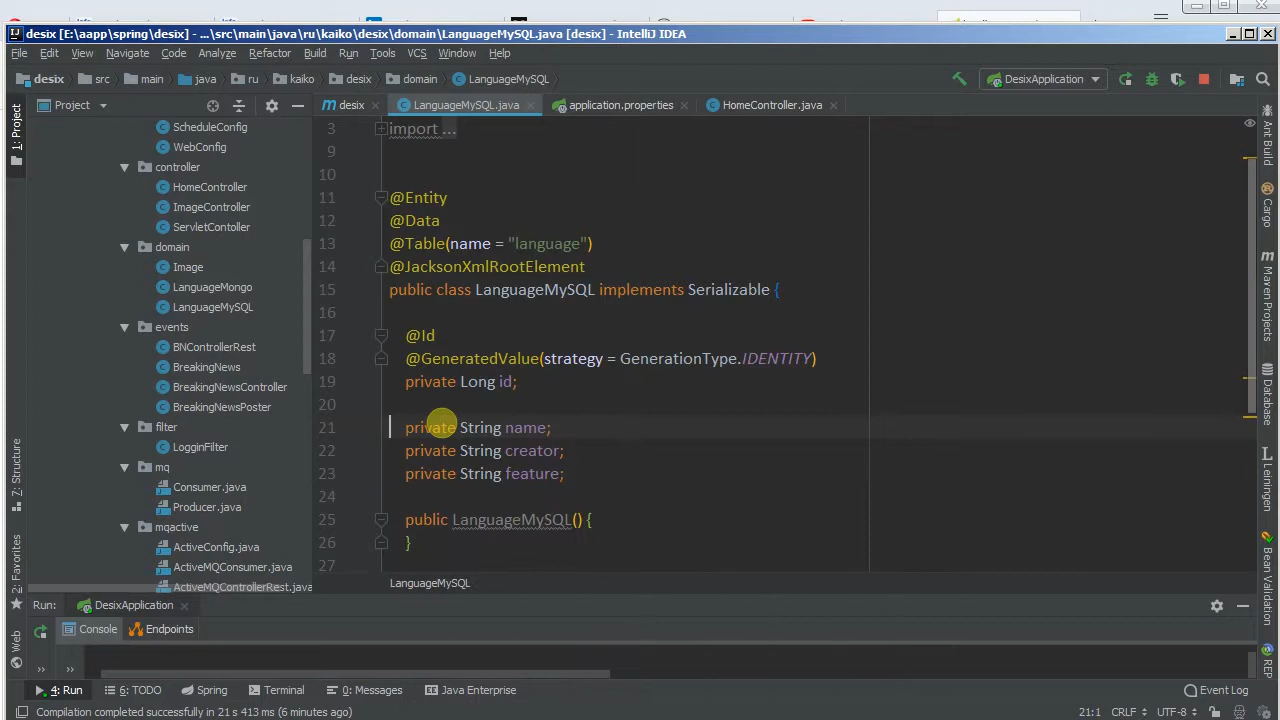 desix [E:\aapp\spring\desix] - ...\src\main\java\ru\kaiko\desix\domain\LanguageMySQL.java [desix] - IntelliJ IDEA
File Edit View Navigate Code Analyze Refactor Build Run Tools VCS Window Help
desix src main java ru kaiko desix domain LanguageMySQL DesixApplication
Project desix LanguageMySQL.java application.properties HomeController.java
1: Project
ScheduleConfig
WebConfig
controller
HomeController
ImageController
ServletContoller
domain
Image
LanguageMongo
LanguageMySQL
events
BNControllerRest
BreakingNews
BreakingNewsController
BreakingNewsPoster
filter
LogginFilter
mq
Consumer.java
Producer.java
mqactive
ActiveConfig.java
ActiveMQConsumer.java
ActiveMQControllerRest.java
3 import ...
9
10
11 @Entity
12 @Data
13 @Table(name = "language")
14 @JacksonXmlRootElement
15 public class LanguageMySQL implements Serializable {
16
17 @Id
18 @GeneratedValue(strategy = GenerationType.IDENTITY)
19 private Long id;
20
21 private String name;
22 private String creator;
23 private String feature;
24
25 public LanguageMySQL() {
26 }
27
LanguageMySQL
Ant Build
Cargo
Maven Projects
Database
Leiningen
Bean Validation
REP
7: Structure
2: Favorites
Web
Run: DesixApplication
Console Endpoints
» »
4: Run 6: TODO Spring Terminal 0: Messages Java Enterprise Event Log
Compilation completed successfully in 21 s 413 ms (6 minutes ago) 21:1 CRLF UTF-8